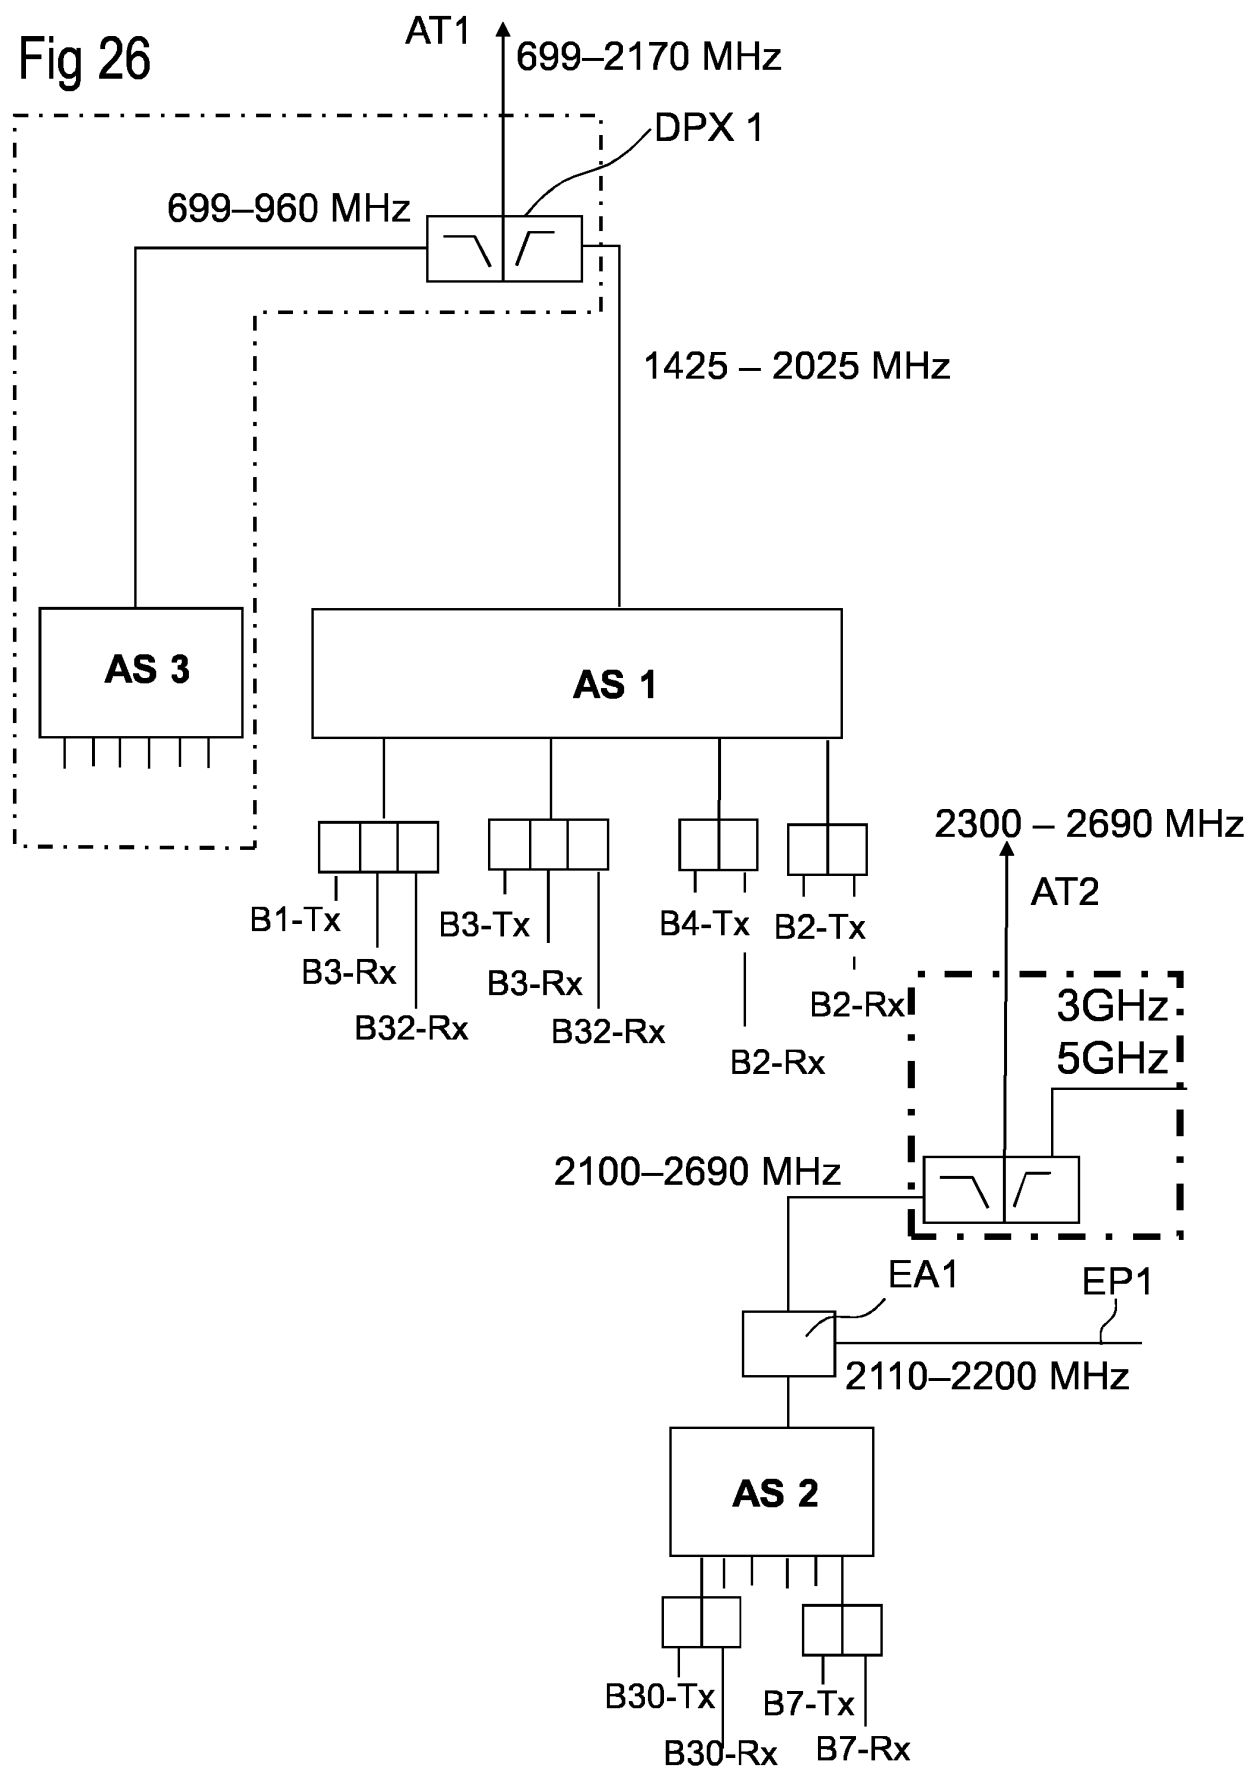 Fig 26
AT1
699–2170 MHz
DPX 1
699–960 MHz
1425 – 2025 MHz
AS 3
AS 1
2300 – 2690 MHz
AT2
B1-Tx
B3-Tx
B4-Tx
B2-Tx
B3-Rx
B3-Rx
B2-Rx
B32-Rx
B32-Rx
B2-Rx
3GHz
5GHz
2100–2690 MHz
EA1
EP1
2110–2200 MHz
AS 2
B30-Tx
B7-Tx
B30-Rx
B7-Rx